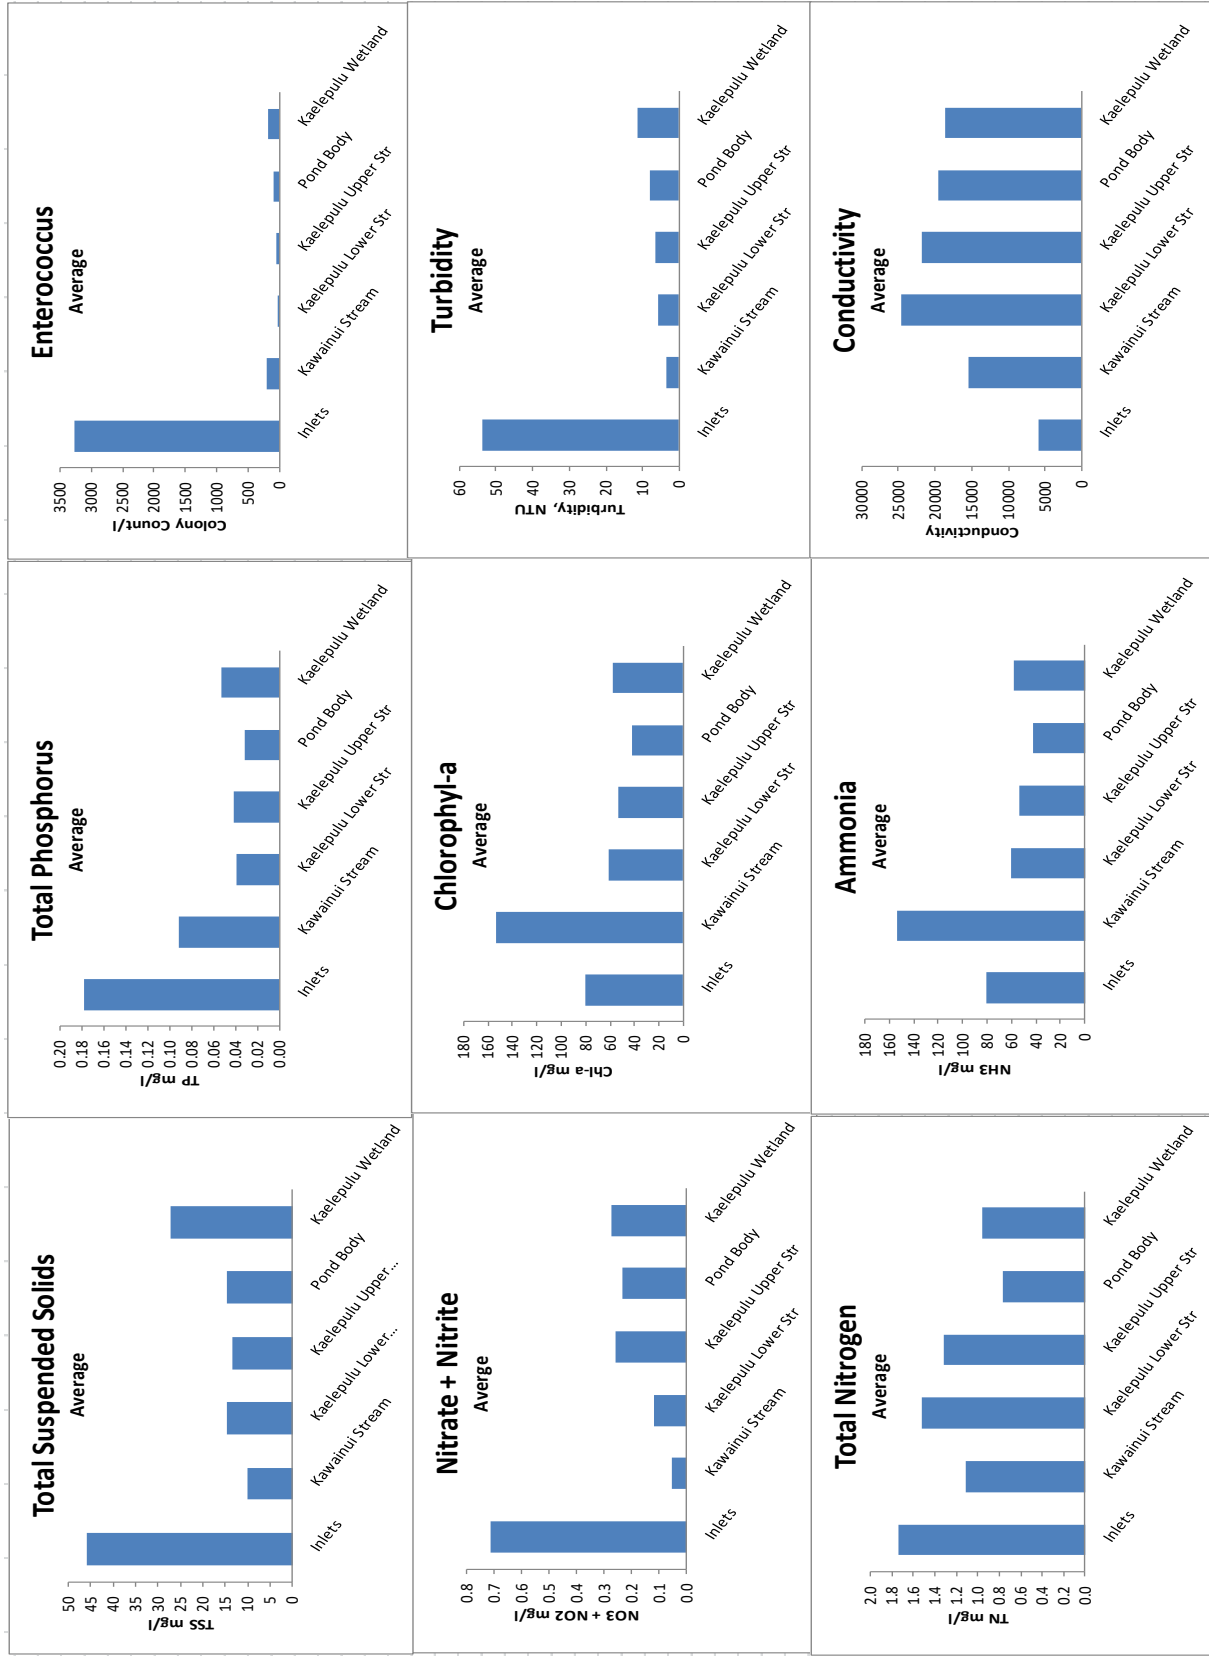 Total Suspended Solids
Average
TSS mg/l
50
45
40
35
30
25
20
15
10
5
0
Inlets
Kawainui Stream
Kaelepulu Lower...
Kaelepulu Upper...
Pond Body
Kaelepulu Wetland
Total Phosphorus
Average
TP mg/l
0.20
0.18
0.16
0.14
0.12
0.10
0.08
0.06
0.04
0.02
0.00
Inlets
Kawainui Stream
Kaelepulu Lower Str
Kaelepulu Upper Str
Pond Body
Kaelepulu Wetland
Enterococcus
Average
Colony Count/l
3500
3000
2500
2000
1500
1000
500
0
Inlets
Kawainui Stream
Kaelepulu Lower Str
Kaelepulu Upper Str
Pond Body
Kaelepulu Wetland
Nitrate + Nitrite
Averge
NO3 + NO2 mg/l
0.8
0.7
0.6
0.5
0.4
0.3
0.2
0.1
0.0
Inlets
Kawainui Stream
Kaelepulu Lower Str
Kaelepulu Upper Str
Pond Body
Kaelepulu Wetland
Chlorophyl-a
Average
Chl-a mg/l
180
160
140
120
100
80
60
40
20
0
Inlets
Kawainui Stream
Kaelepulu Lower Str
Kaelepulu Upper Str
Pond Body
Kaelepulu Wetland
Turbidity
Average
Turbidity, NTU
60
50
40
30
20
10
0
Inlets
Kawainui Stream
Kaelepulu Lower Str
Kaelepulu Upper Str
Pond Body
Kaelepulu Wetland
Total Nitrogen
Average
TN mg/l
2.0
1.8
1.6
1.4
1.2
1.0
0.8
0.6
0.4
0.2
0.0
Inlets
Kawainui Stream
Kaelepulu Lower Str
Kaelepulu Upper Str
Pond Body
Kaelepulu Wetland
Ammonia
Average
NH3 mg/l
180
160
140
120
100
80
60
40
20
0
Inlets
Kawainui Stream
Kaelepulu Lower Str
Kaelepulu Upper Str
Pond Body
Kaelepulu Wetland
Conductivity
Average
Conductivity
30000
25000
20000
15000
10000
5000
0
Inlets
Kawainui Stream
Kaelepulu Lower Str
Kaelepulu Upper Str
Pond Body
Kaelepulu Wetland